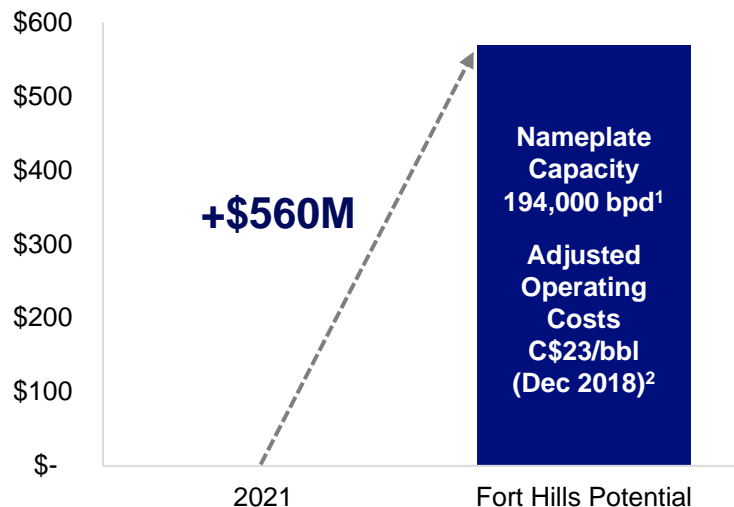 $600
$500
$400
$300
$200
$100
$-
+$560M
Nameplate
Capacity
194,000 bpd¹
Adjusted
Operating
Costs
C$23/bbl
(Dec 2018)²
2021
Fort Hills Potential